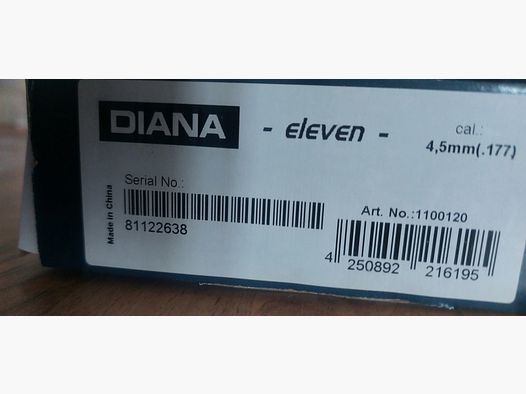 DIANA - eleven - cal.:
4,5mm(.177)
Serial No.:
81122638
Made in China
Art. No.:1100120
4 250892 216195